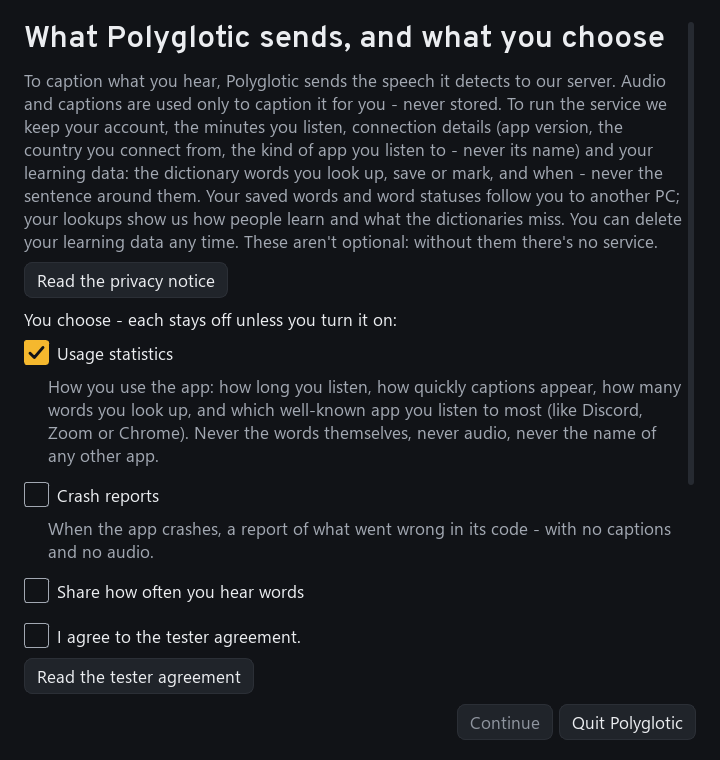 What Polyglotic sends, and what you choose
To caption what you hear, Polyglotic sends the speech it detects to our server. Audio
and captions are used only to caption it for you - never stored. To run the service we
keep your account, the minutes you listen, connection details (app version, the
country you connect from, the kind of app you listen to - never its name) and your
learning data: the dictionary words you look up, save or mark, and when - never the
sentence around them. Your saved words and word statuses follow you to another PC;
your lookups show us how people learn and what the dictionaries miss. You can delete
your learning data any time. These aren't optional: without them there's no service.
Read the privacy notice
You choose - each stays off unless you turn it on:
Usage statistics
How you use the app: how long you listen, how quickly captions appear, how many
words you look up, and which well-known app you listen to most (like Discord,
Zoom or Chrome). Never the words themselves, never audio, never the name of
any other app.
Crash reports
When the app crashes, a report of what went wrong in its code - with no captions
and no audio.
Share how often you hear words
I agree to the tester agreement.
Read the tester agreement
Continue
Quit Polyglotic